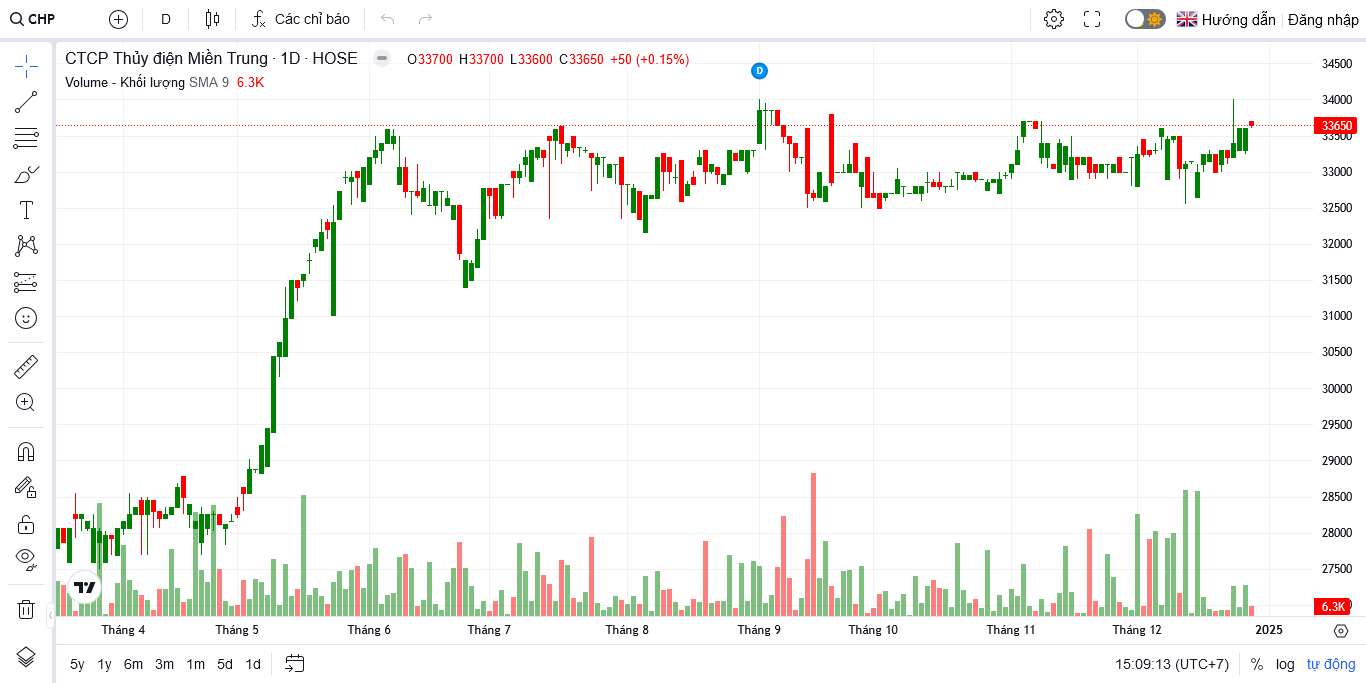 CHP D Các chỉ báo Hướng dẫn Đăng nhập
CTCP Thủy điện Miền Trung · 1D · HOSE O33700 H33700 L33600 C33650 +50 (+0.15%)
Volume - Khối lượng SMA 9 6.3K
D
34500
34000
33650
33500
33000
32500
32000
31500
31000
30500
30000
29500
29000
28500
28000
27500
6.3K
Tháng 4 Tháng 5 Tháng 6 Tháng 7 Tháng 8 Tháng 9 Tháng 10 Tháng 11 Tháng 12 2025
5y 1y 6m 3m 1m 5d 1d 15:09:13 (UTC+7) % log tự động